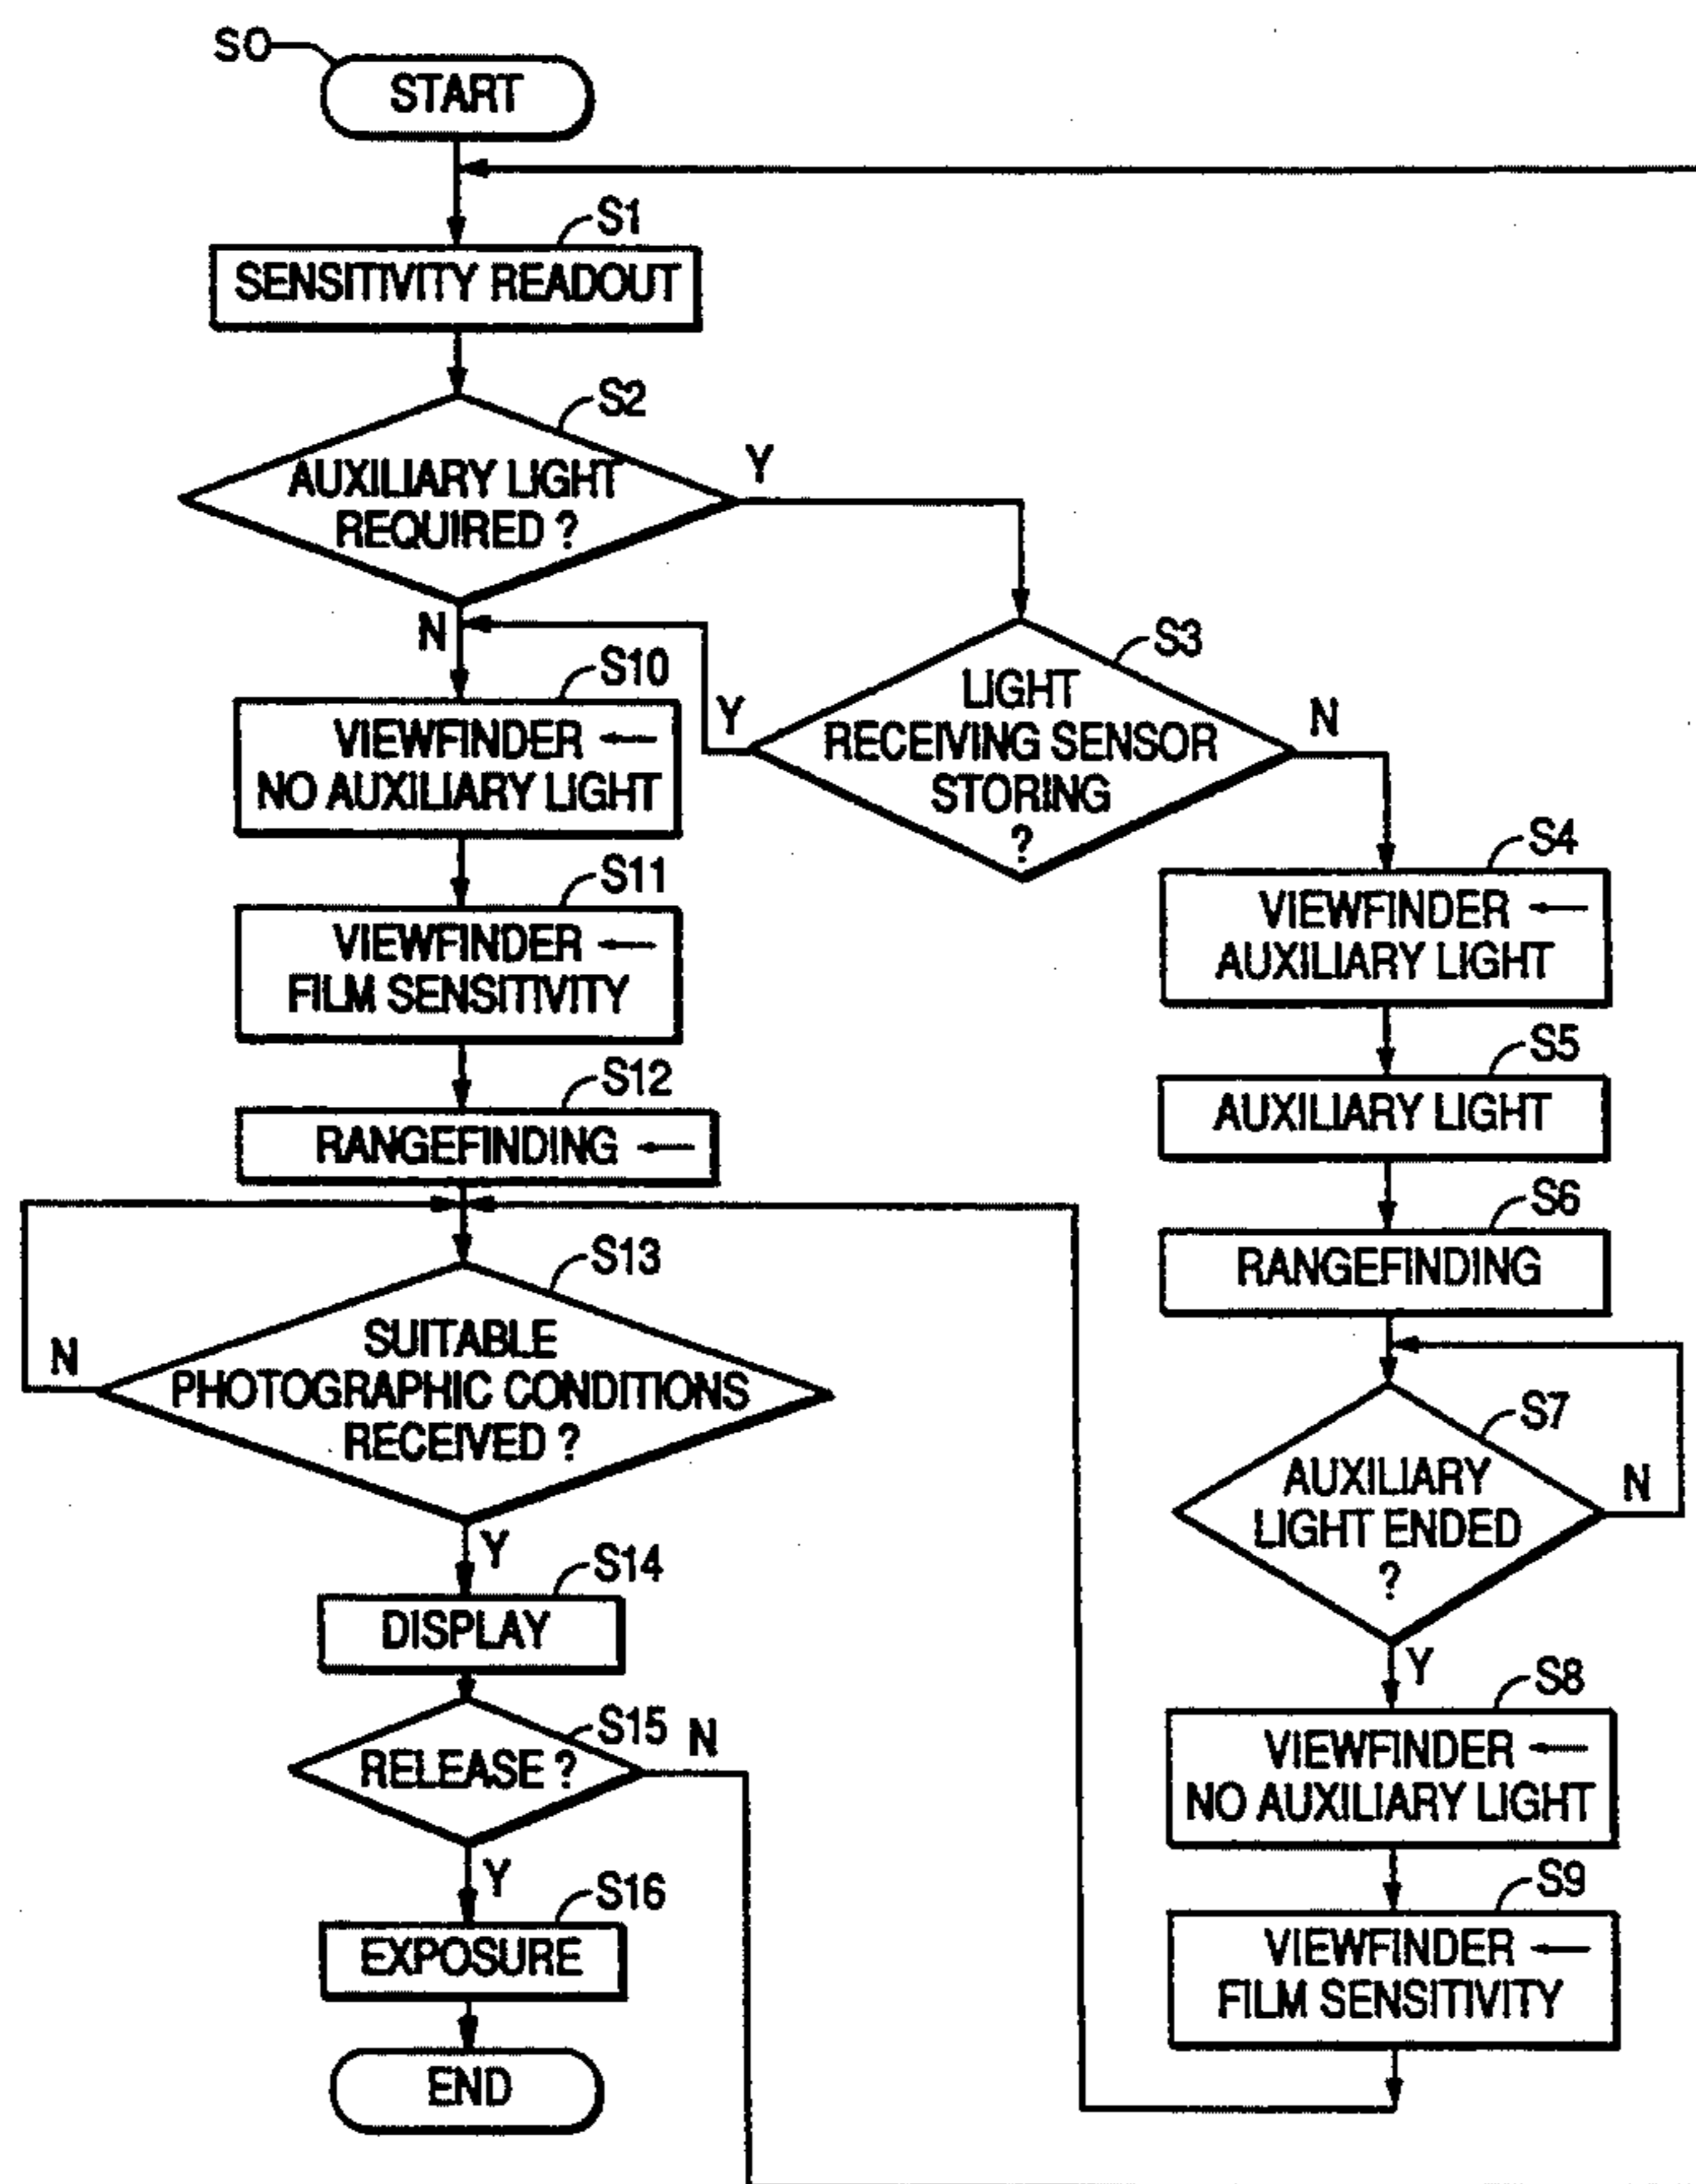 S0
START
S1
SENSITIVITY READOUT
S2
AUXILIARY LIGHT
REQUIRED ?
Y
N
S3
LIGHT
RECEIVING SENSOR
STORING
?
Y
N
S10
VIEWFINDER ←
NO AUXILIARY LIGHT
S11
VIEWFINDER ←
FILM SENSITIVITY
S12
RANGEFINDING ←
S13
SUITABLE
PHOTOGRAPHIC CONDITIONS
RECEIVED ?
N
Y
S14
DISPLAY
S15
RELEASE ?
N
Y
S16
EXPOSURE
END
S4
VIEWFINDER ←
AUXILIARY LIGHT
S5
AUXILIARY LIGHT
S6
RANGEFINDING
S7
AUXILIARY
LIGHT ENDED
?
N
Y
S8
VIEWFINDER ←
NO AUXILIARY LIGHT
S9
VIEWFINDER ←
FILM SENSITIVITY